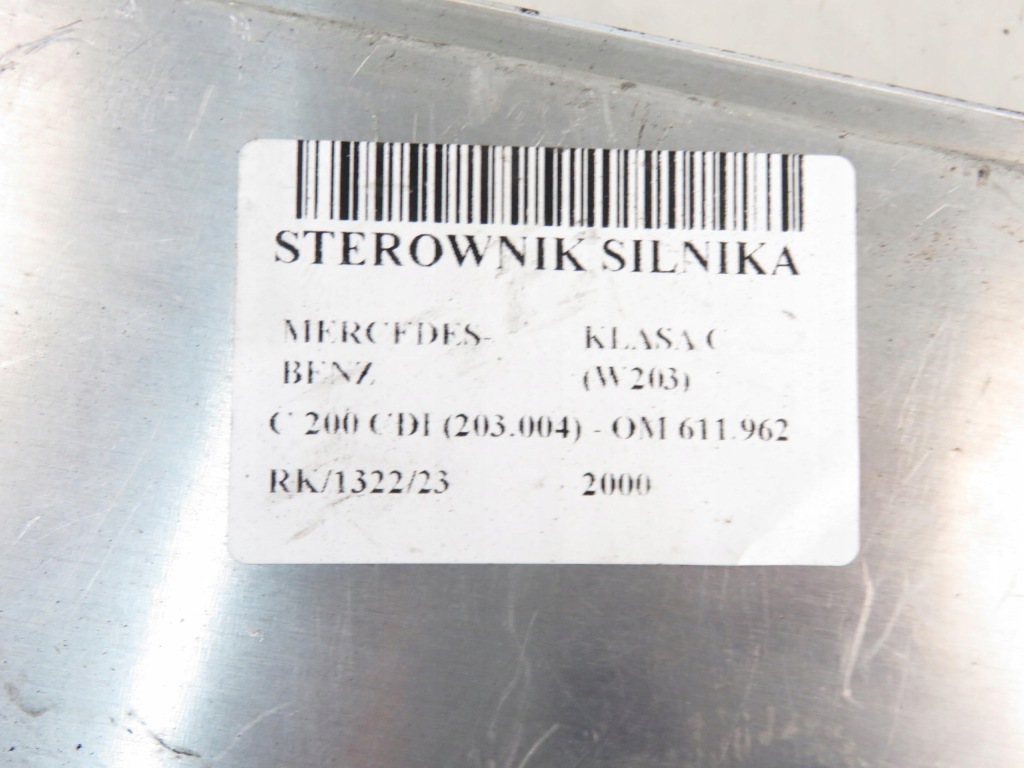 STEROWNIK SILNIKA
MERCEDES- KLASA C
BENZ (W203)
C 200 CDI (203.004) - OM 611.962
RK/1322/23 2000